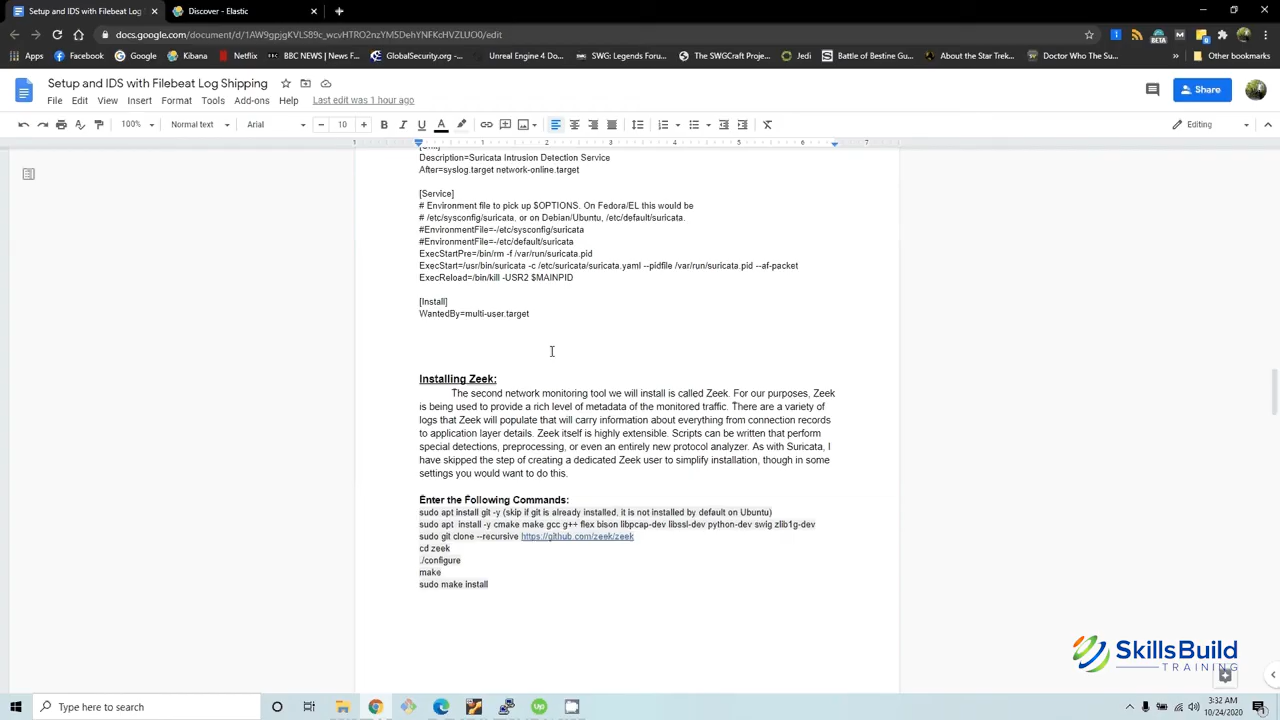 Setup and IDS with Filebeat Log
Discover - Elastic
docs.google.com/document/d/1AW9gpjgKVLS89c_wcvHTRO2nzYM5DehYNFKcHVZLUO0/edit
Apps
Facebook
Gmail
YouTube
Kibana
Netflix
BBC NEWS | News F...
GlobalSecurity.org -...
Unreal Engine 4 Do...
SWG: Legends Foru...
The SWGCraft Proje...
Jedi
Battle of Bestine Gu...
About the Star Trek...
Doctor Who The Su...
Other bookmarks
Setup and IDS with Filebeat Log Shipping
File Edit View Insert Format Tools Add-ons Help Last edit was 1 hour ago
Share
100% Normal text Arial 10 Editing
1 1 2 3 4 5 6 7
Description=Suricata Intrusion Detection Service
After=syslog.target network-online.target
[Service]
# Environment file to pick up $OPTIONS. On Fedora/EL this would be
# /etc/sysconfig/suricata, or on Debian/Ubuntu, /etc/default/suricata.
#EnvironmentFile=-/etc/sysconfig/suricata
#EnvironmentFile=-/etc/default/suricata
ExecStartPre=/bin/rm -f /var/run/suricata.pid
ExecStart=/usr/bin/suricata -c /etc/suricata/suricata.yaml --pidfile /var/run/suricata.pid --af-packet
ExecReload=/bin/kill -USR2 $MAINPID
[Install]
WantedBy=multi-user.target
Installing Zeek:
The second network monitoring tool we will install is called Zeek. For our purposes, Zeek
is being used to provide a rich level of metadata of the monitored traffic. There are a variety of
logs that Zeek will populate that will carry information about everything from connection records
to application layer details. Zeek itself is highly extensible. Scripts can be written that perform
special detections, preprocessing, or even an entirely new protocol analyzer. As with Suricata, I
have skipped the step of creating a dedicated Zeek user to simplify installation, though in some
settings you would want to do this.
Enter the Following Commands:
sudo apt install git -y (skip if git is already installed, it is not installed by default on Ubuntu)
sudo apt install -y cmake make gcc g++ flex bison libpcap-dev libssl-dev python-dev swig zlib1g-dev
sudo git clone --recursive https://github.com/zeek/zeek
cd zeek
./configure
make
sudo make install
SkillsBuild
TRAINING
Type here to search
3:32 AM
10/24/2020